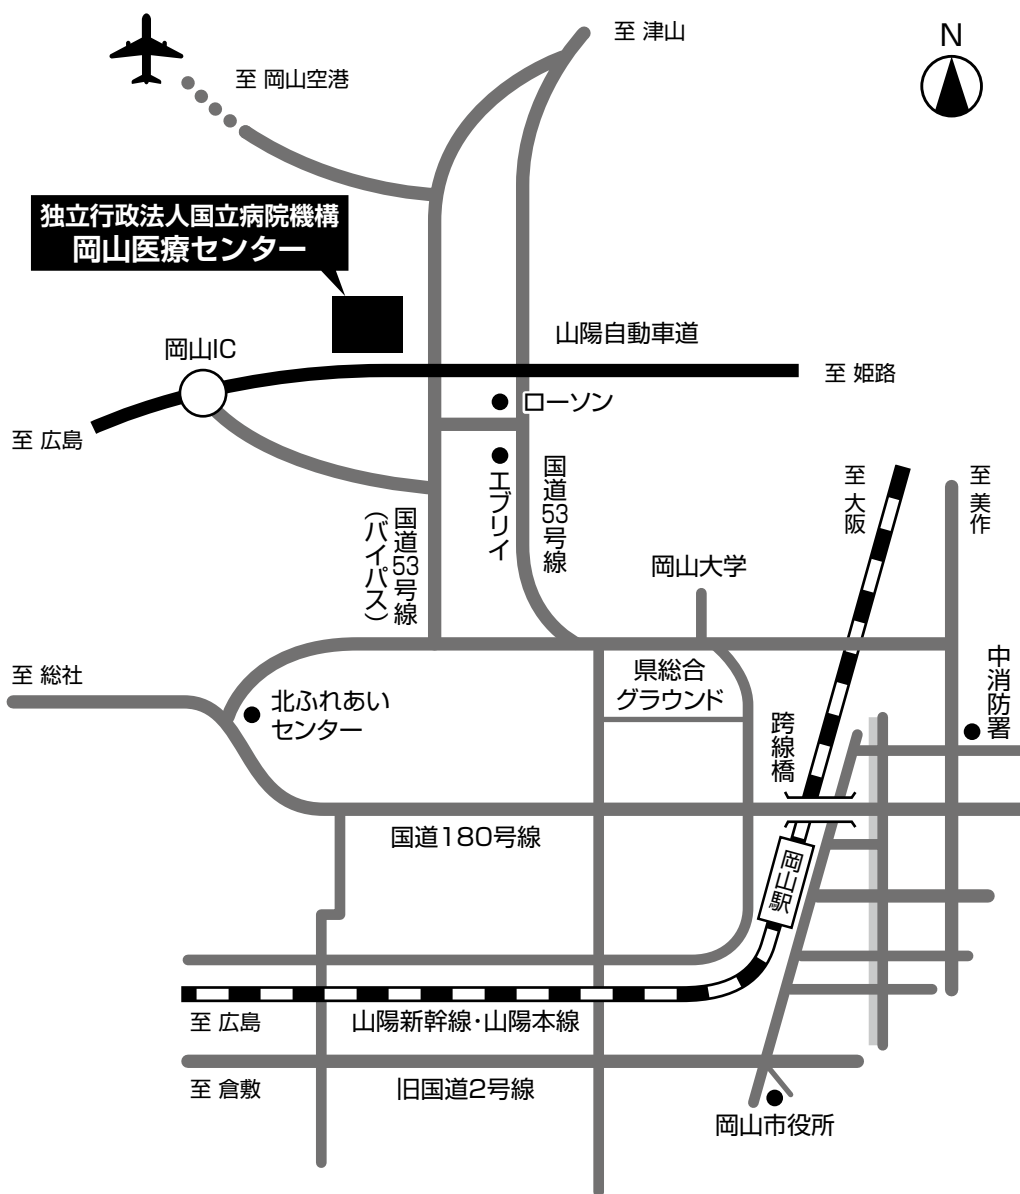 至 津山
N
至 岡山空港
独立行政法人国立病院機構
岡山医療センター
山陽自動車道
岡山IC
至 姫路
ローソン
至 広島
国道53号線
エブリイ
至 大阪
至 美作
国道53号線
（バイパス）
岡山大学
至 総社
県総合
グラウンド
中消防署
北ふれあい
センター
跨線橋
国道180号線
岡山駅
至 広島
山陽新幹線・山陽本線
至 倉敷
旧国道2号線
岡山市役所